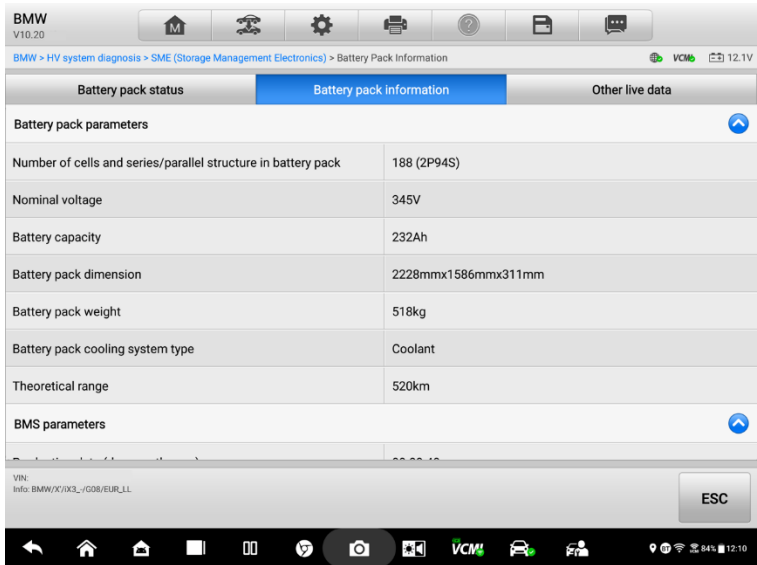 BMW
V10.20
BMW > HV system diagnosis > SME (Storage Management Electronics) > Battery Pack Information
VCMI 12.1V
Battery pack status Battery pack information Other live data
Battery pack parameters
Number of cells and series/parallel structure in battery pack 188 (2P94S)
Nominal voltage 345V
Battery capacity 232Ah
Battery pack dimension 2228mmx1586mmx311mm
Battery pack weight 518kg
Battery pack cooling system type Coolant
Theoretical range 520km
BMS parameters
VIN:
Info: BMW/X'/iX3_-/G08/EUR_LL
ESC
VCMI BT 84% 12:10